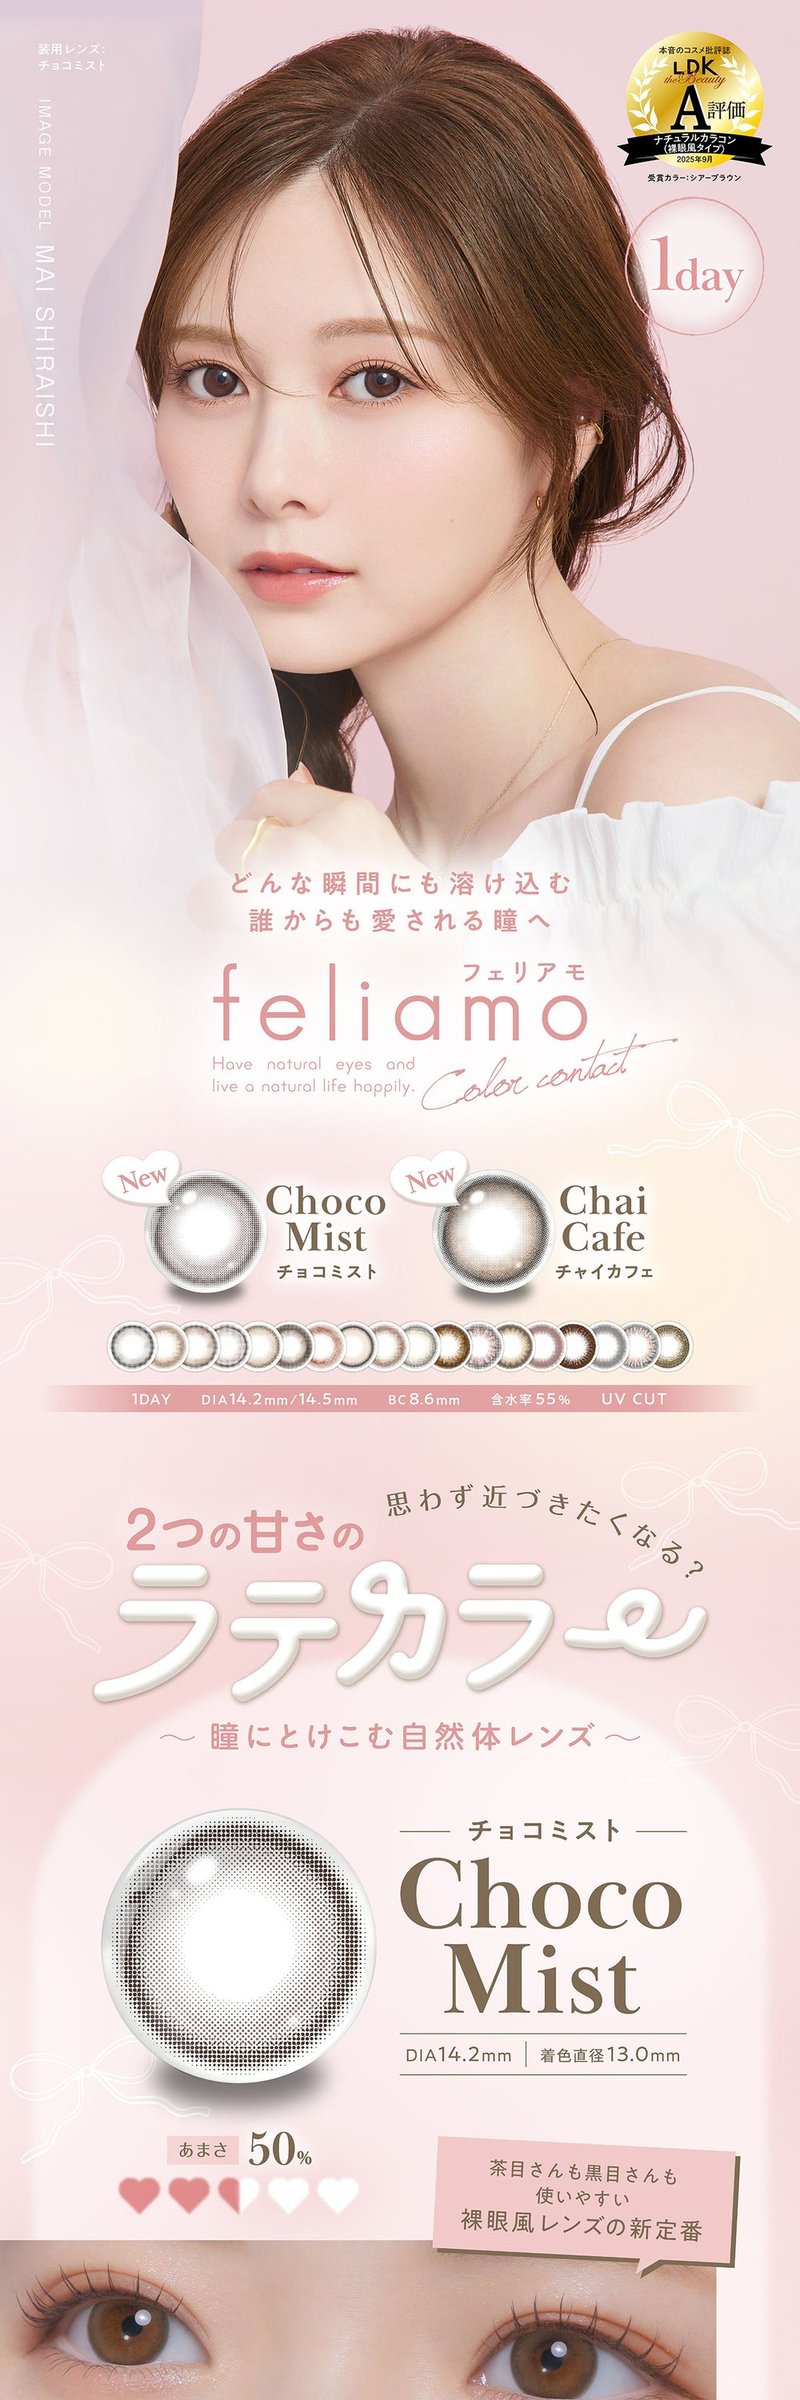 装用レンズ:
チョコミスト
IMAGE MODEL MAI SHIRAISHI
本音のコスメ批評誌
LDK
the Beauty
A評価
ナチュラルカラコン
(裸眼風タイプ)
2025年9月
受賞カラー:シアーブラウン
1day
どんな瞬間にも溶け込む
誰からも愛される瞳へ
フェリアモ
feliamo
Have natural eyes and
live a natural life happily.
Color contact
New
Choco
Mist
チョコミスト
New
Chai
Cafe
チャイカフェ
1DAY DIA14.2mm/14.5mm BC8.6mm 含水率55% UV CUT
思わず近づきたくなる?
2つの甘さの
ラテカラー
～瞳にとけこむ自然体レンズ～
チョコミスト
Choco
Mist
DIA14.2mm 着色直径13.0mm
あまさ 50%
茶目さんも黒目さんも
使いやすい
裸眼風レンズの新定番